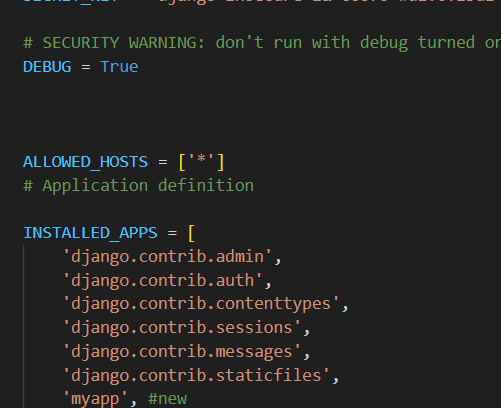 # SECURITY WARNING: don't run with debug turned on
DEBUG = True
ALLOWED_HOSTS = ['*']
# Application definition
INSTALLED_APPS = [
'django.contrib.admin',
'django.contrib.auth',
'django.contrib.contenttypes',
'django.contrib.sessions',
'django.contrib.messages',
'django.contrib.staticfiles',
'myapp', #new